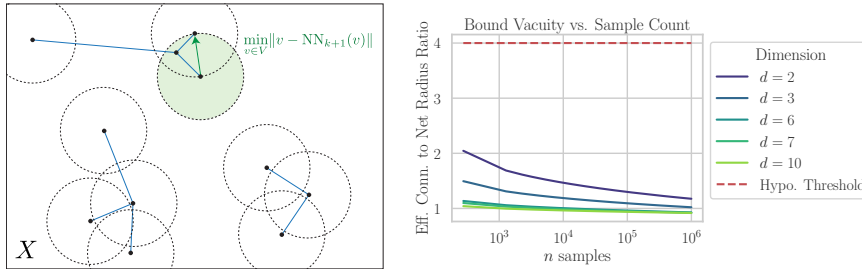 min‖v − NN_{k+1}(v)‖
v∈V
X
Bound Vacuity vs. Sample Count
Eff. Conn. to Net Radius Ratio
4
3
2
1
10^3
10^4
10^5
10^6
n samples
Dimension
d = 2
d = 3
d = 6
d = 7
d = 10
Hypo. Threshold